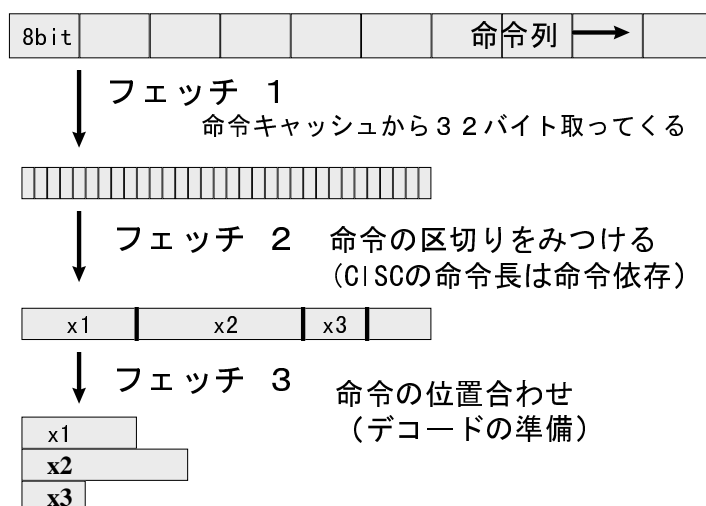 8bit 命令列
フェッチ 1
命令キャッシュから３２バイト取ってくる
フェッチ 2 命令の区切りをみつける
(CISCの命令長は命令依存)
x1 x2 x3
フェッチ 3
命令の位置合わせ
(デコードの準備)
x1
x2
x3